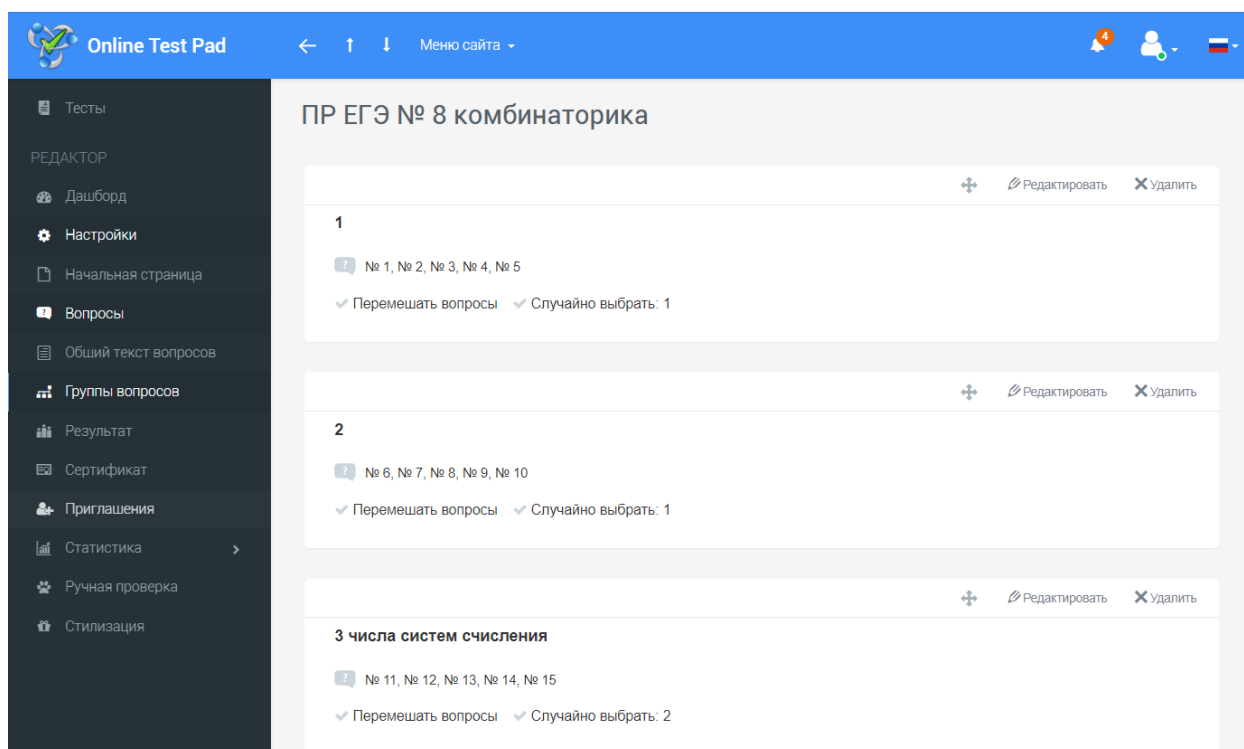 Online Test Pad
Меню сайта
4
Тесты
РЕДАКТОР
Дашборд
Настройки
Начальная страница
Вопросы
Общий текст вопросов
Группы вопросов
Результат
Сертификат
Приглашения
Статистика
Ручная проверка
Стилизация
ПР ЕГЭ № 8 комбинаторика
Редактировать Удалить
1
№ 1, № 2, № 3, № 4, № 5
Перемешать вопросы Случайно выбрать: 1
Редактировать Удалить
2
№ 6, № 7, № 8, № 9, № 10
Перемешать вопросы Случайно выбрать: 1
Редактировать Удалить
3 числа систем счисления
№ 11, № 12, № 13, № 14, № 15
Перемешать вопросы Случайно выбрать: 2